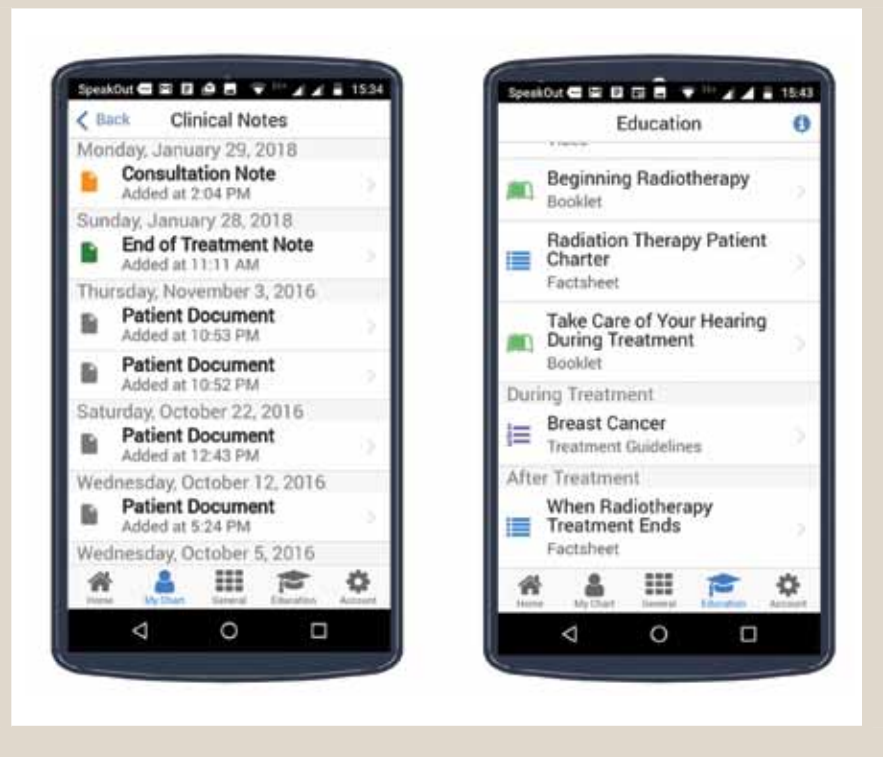 SpeakOut
15:34
Back
Clinical Notes
Monday, January 29, 2018
Consultation Note
Added at 2:04 PM
Sunday, January 28, 2018
End of Treatment Note
Added at 11:11 AM
Thursday, November 3, 2016
Patient Document
Added at 10:53 PM
Patient Document
Added at 10:52 PM
Saturday, October 22, 2016
Patient Document
Added at 12:43 PM
Wednesday, October 12, 2016
Patient Document
Added at 5:24 PM
Wednesday, October 5, 2016
Home
My Chart
General
Education
Account
SpeakOut
15:43
Education
Beginning Radiotherapy
Booklet
Radiation Therapy Patient
Charter
Factsheet
Take Care of Your Hearing
During Treatment
Booklet
During Treatment
Breast Cancer
Treatment Guidelines
After Treatment
When Radiotherapy
Treatment Ends
Factsheet
Home
My Chart
General
Education
Account